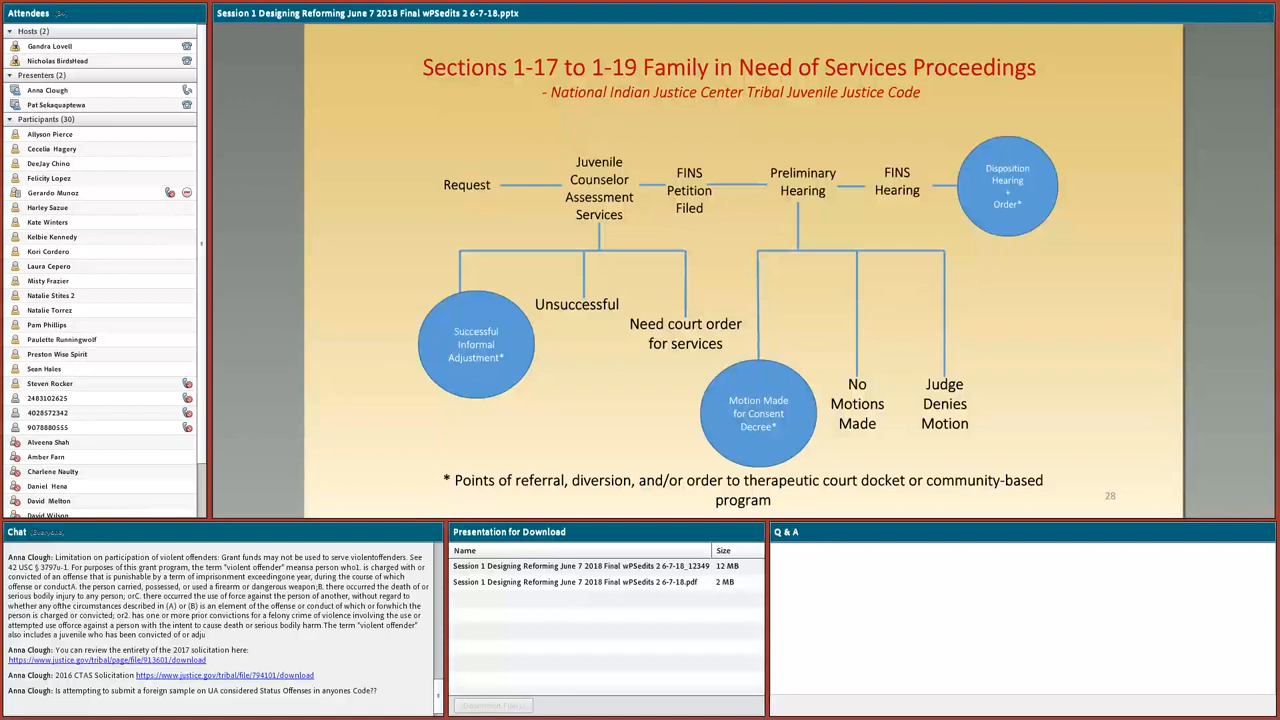 Attendees
Hosts (2)
Gandra Lovell
Nicholas BirdsHead
Presenters (2)
Anna Clough
Pat Sekaquaptewa
Participants (30)
Allyson Pierce
Cecelia Hagery
DeeJay Chino
Felicity Lopez
Gerardo Munoz
Harley Sazue
Kate Winters
Kelbie Kennedy
Kori Cordero
Laura Cepero
Misty Frazier
Natalie Stites 2
Natalie Torrez
Pam Phillips
Paulette Runningwolf
Preston Wise Spirit
Sean Hales
Steven Rocker
2483102625
4028572342
9078880555
Alveena Shah
Amber Farn
Charlene Naulty
Daniel Hena
David Melton
David Wilson
Session 1 Designing Reforming June 7 2018 Final wPSedits 2 6-7-18.pptx
Sections 1-17 to 1-19 Family in Need of Services Proceedings
- National Indian Justice Center Tribal Juvenile Justice Code
Request
Juvenile
Counselor
Assessment
Services
FINS
Petition
Filed
Preliminary
Hearing
FINS
Hearing
Disposition
Hearing
+
Order*
Successful
Informal
Adjustment*
Unsuccessful
Need court order
for services
Motion Made
for Consent
Decree*
No
Motions
Made
Judge
Denies
Motion
* Points of referral, diversion, and/or order to therapeutic court docket or community-based
program
28
Chat (Everyone)
Anna Clough: Limitation on participation of violent offenders: Grant funds may not be used to serve violentoffenders. See
42 USC § 3797u-1. For purposes of this grant program, the term "violent offender" meansa person who1. is charged with or
convicted of an offense that is punishable by a term of imprisonment exceedingone year, during the course of which
offense or conductA. the person carried, possessed, or used a firearm or dangerous weapon;B. there occurred the death of or
serious bodily injury to any person; orC. there occurred the use of force against the person of another, without regard to
whether any ofthe circumstances described in (A) or (B) is an element of the offense or conduct of which or forwhich the
person is charged or convicted; or2. has one or more prior convictions for a felony crime of violence involving the use or
attempted use offorce against a person with the intent to cause death or serious bodily harm.The term "violent offender"
also includes a juvenile who has been convicted of or adju
Anna Clough: You can review the entirety of the 2017 solicitation here:
https://www.justice.gov/tribal/page/file/913601/download
Anna Clough: 2016 CTAS Solicitation https://www.justice.gov/tribal/file/794101/download
Anna Clough: Is attempting to submit a foreign sample on UA considered Status Offenses in anyones Code??
Presentation for Download
Name Size
Session 1 Designing Reforming June 7 2018 Final wPSedits 2 6-7-18_12349 12 MB
Session 1 Designing Reforming June 7 2018 Final wPSedits 2 6-7-18.pdf 2 MB
Download File(s)
Q & A